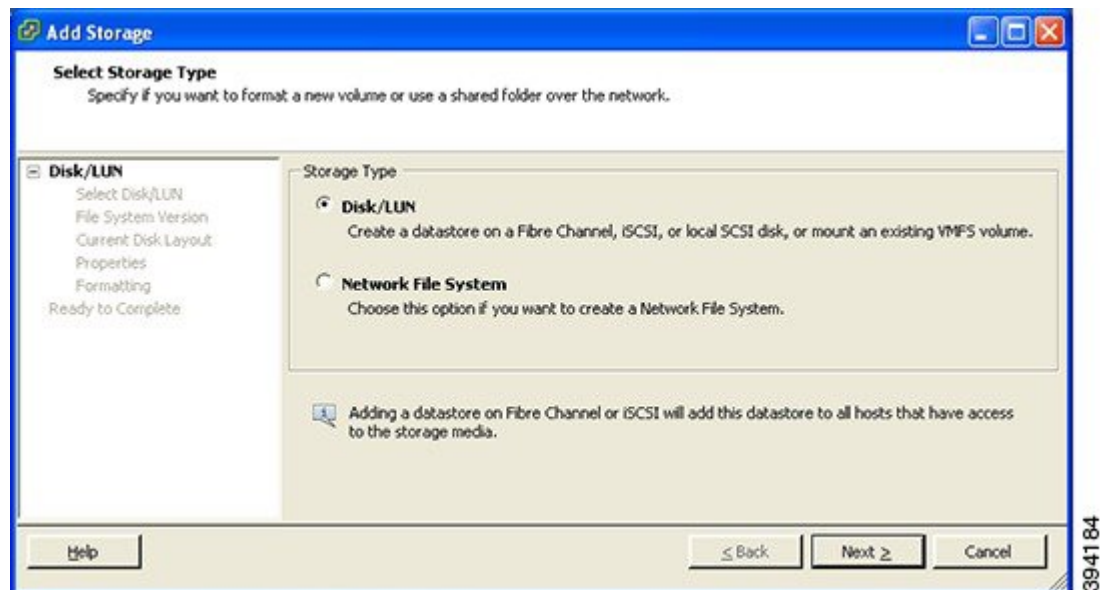 Add Storage
Select Storage Type
Specify if you want to format a new volume or use a shared folder over the network.
Disk/LUN
Select Disk/LUN
File System Version
Current Disk Layout
Properties
Formatting
Ready to Complete
Storage Type
Disk/LUN
Create a datastore on a Fibre Channel, iSCSI, or local SCSI disk, or mount an existing VMFS volume.
Network File System
Choose this option if you want to create a Network File System.
Adding a datastore on Fibre Channel or iSCSI will add this datastore to all hosts that have access
to the storage media.
Help
≤ Back
Next ≥
Cancel
394184